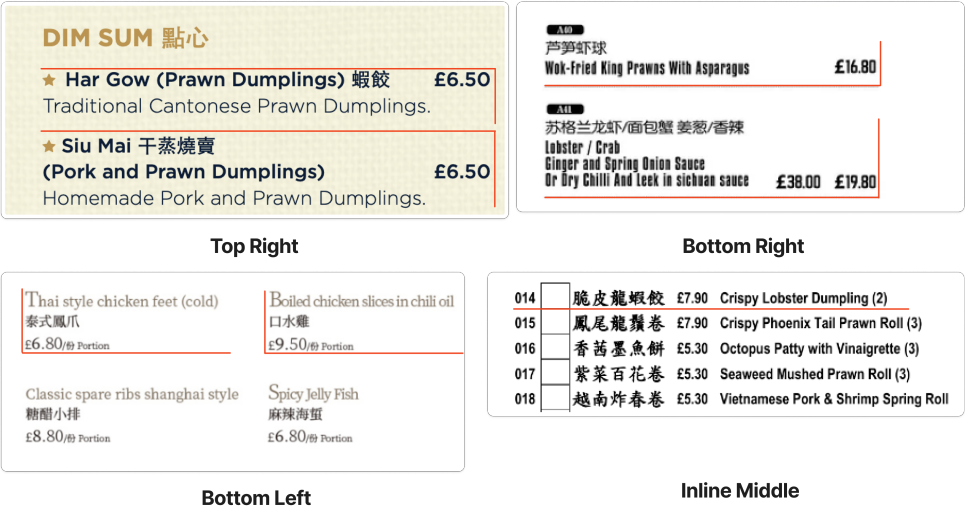 DIM SUM 點心
Har Gow (Prawn Dumplings) 蝦餃 £6.50
Traditional Cantonese Prawn Dumplings.
Siu Mai 干蒸燒賣
(Pork and Prawn Dumplings) £6.50
Homemade Pork and Prawn Dumplings.
Top Right
A40
芦笋虾球
Wok-Fried King Prawns With Asparagus £16.80
A41
苏格兰龙虾/面包蟹 姜葱/香辣
Lobster / Crab
Ginger and Spring Onion Sauce
Or Dry Chilli And Leek in sichuan sauce £38.00 £19.80
Bottom Right
Thai style chicken feet (cold)
泰式鳳爪
£6.80/份 Portion
Boiled chicken slices in chili oil
口水雞
£9.50/份 Portion
Classic spare ribs shanghai style
糖醋小排
£8.80/份 Portion
Spicy Jelly Fish
麻辣海蜇
£6.80/份 Portion
Bottom Left
014 脆皮龍蝦餃 £7.90 Crispy Lobster Dumpling (2)
015 鳳尾龍鬚卷 £7.90 Crispy Phoenix Tail Prawn Roll (3)
016 香茜墨魚餅 £5.30 Octopus Patty with Vinaigrette (3)
017 紫菜百花卷 £5.30 Seaweed Mushed Prawn Roll (3)
018 越南炸春卷 £5.30 Vietnamese Pork & Shrimp Spring Roll
Inline Middle